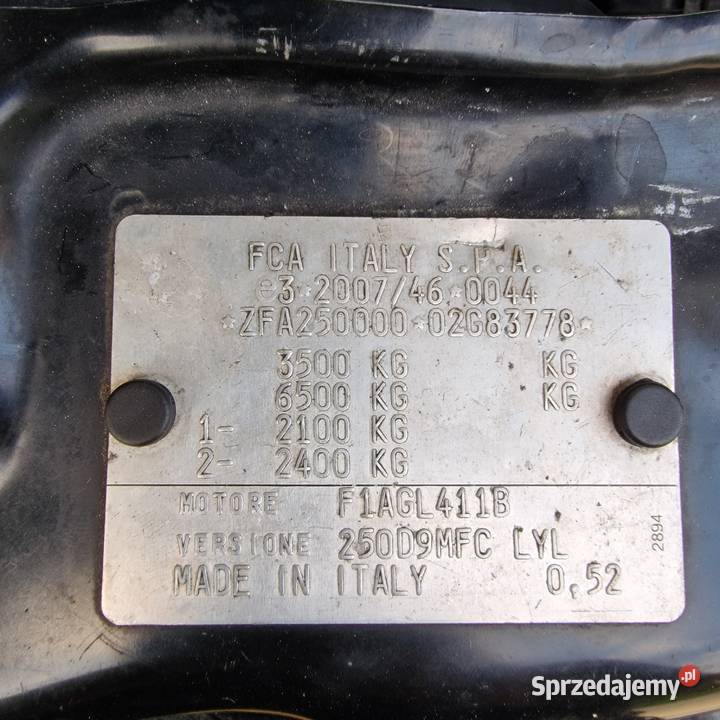 FCA ITALY S.P.A.
e3*2007/46*0044
*ZFA250000*02G83778*
3500 KG KG
6500 KG KG
1- 2100 KG
2- 2400 KG
MOTORE F1AGL411B
VERSIONE 250D9MFC LYL
MADE IN ITALY 0,52
2894
Sprzedajemy.pl